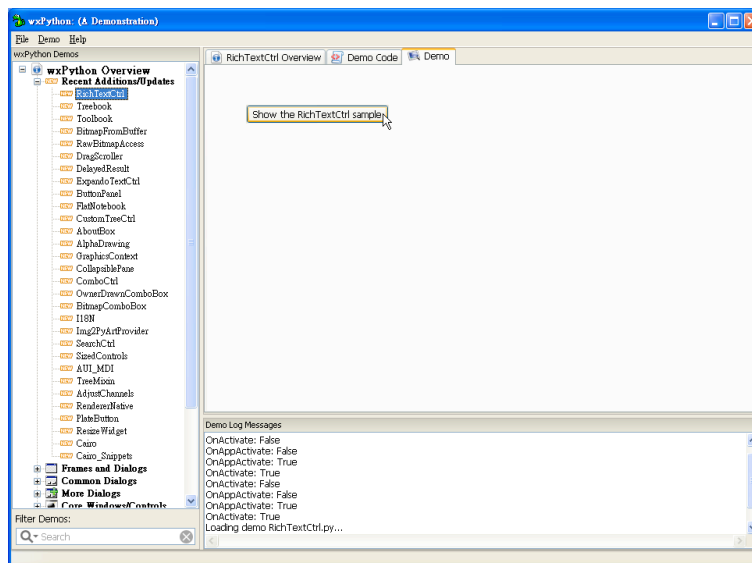 wxPython: (A Demonstration)
File Demo Help
wxPython Demos
wxPython Overview
Recent Additions/Updates
RichTextCtrl
Treebook
Toolbook
BitmapFromBuffer
RawBitmapAccess
DragScroller
DelayedResult
ExpandoTextCtrl
ButtonPanel
FlatNotebook
CustomTreeCtrl
AboutBox
AlphaDrawing
GraphicsContext
CollapsiblePane
ComboCtrl
OwnerDrawnComboBox
BitmapComboBox
I18N
Img2PyArtProvider
SearchCtrl
SizedControls
AUI_MDI
TreeMixin
AdjustChannels
RendererNative
PlateButton
ResizeWidget
Cairo
Cairo_Snippets
Frames and Dialogs
Common Dialogs
More Dialogs
Core Windows/Controls
Filter Demos:
Search
RichTextCtrl Overview Demo Code Demo
Show the RichTextCtrl sample
Demo Log Messages
OnActivate: False
OnAppActivate: False
OnAppActivate: True
OnActivate: True
OnActivate: False
OnAppActivate: False
OnAppActivate: True
OnActivate: True
Loading demo RichTextCtrl.py...